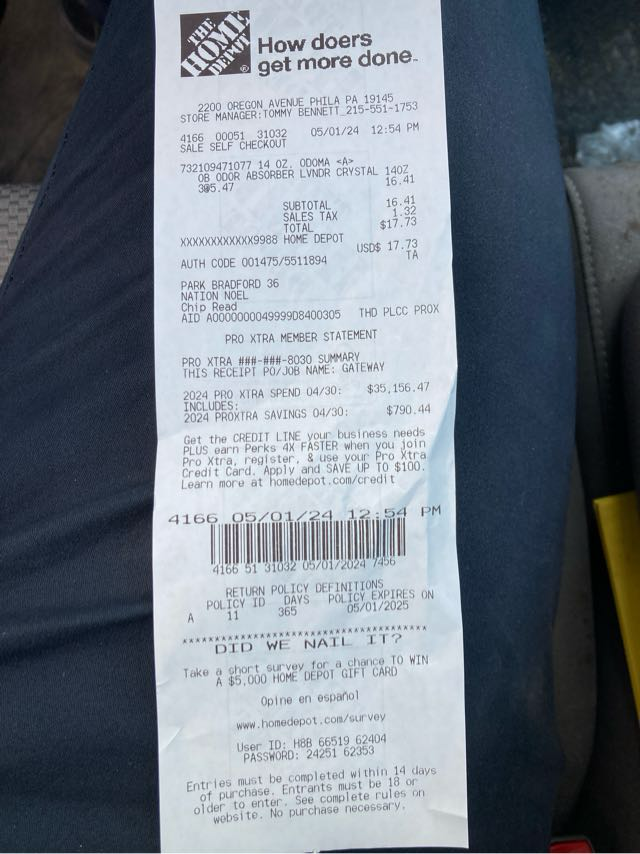 THE HOME DEPOT
How doers
get more done.
2200 OREGON AVENUE PHILA PA 19145
STORE MANAGER:TOMMY BENNETT 215-551-1753
4166 00051 31032 05/01/24 12:54 PM
SALE SELF CHECKOUT
732109471077 14 OZ. ODOMA <A>
OB ODOR ABSORBER LVNDR CRYSTAL 14OZ
3@5.47 16.41
SUBTOTAL 16.41
SALES TAX 1.32
TOTAL $17.73
XXXXXXXXXXXX9988 HOME DEPOT
USD$ 17.73
AUTH CODE 001475/5511894 TA
PARK BRADFORD 36
NATION NOEL
Chip Read
AID A0000000049999D8400305 THD PLCC PROX
PRO XTRA MEMBER STATEMENT
PRO XTRA ###-###-8030 SUMMARY
THIS RECEIPT PO/JOB NAME: GATEWAY
2024 PRO XTRA SPEND 04/30: $35,156.47
INCLUDES:
2024 PROXTRA SAVINGS 04/30: $790.44
Get the CREDIT LINE your business needs
PLUS earn Perks 4X FASTER when you join
Pro Xtra, register, & use your Pro Xtra
Credit Card. Apply and SAVE UP TO $100.
Learn more at homedepot.com/credit
4166 05/01/24 12:54 PM
4166 51 31032 05/01/2024 7456
RETURN POLICY DEFINITIONS
POLICY ID DAYS POLICY EXPIRES ON
A 11 365 05/01/2025
****************************************
DID WE NAIL IT?
Take a short survey for a chance TO WIN
A $5,000 HOME DEPOT GIFT CARD
Opine en español
www.homedepot.com/survey
User ID: H8B 66519 62404
PASSWORD: 24251 62353
Entries must be completed within 14 days
of purchase. Entrants must be 18 or
older to enter. See complete rules on
website. No purchase necessary.